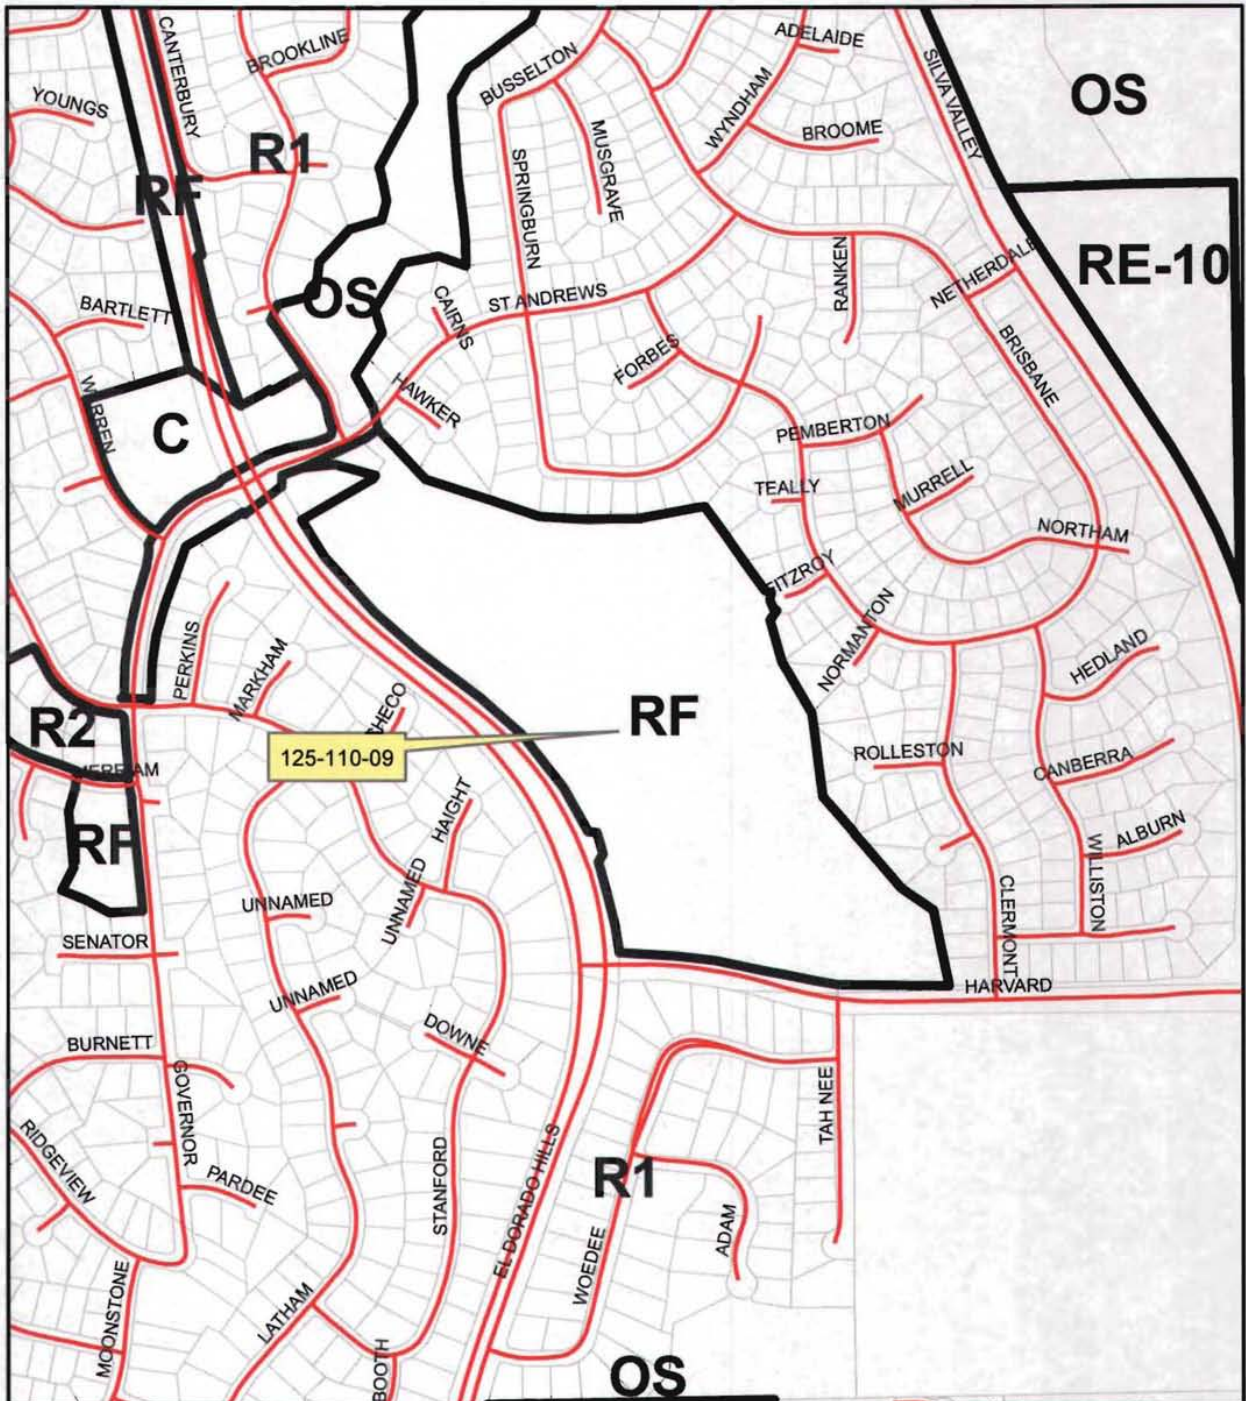 CANTERBURY
BROOKLINE
YOUNGS
BUSSELTON
ADELAIDE
SILVA VALLEY
OS
WYNDHAM
BROOME
R1
MUSGRAVE
SPRINGBURN
RF
RE-10
NETHERDALE
RANKEN
OS
CAIRNS
ST ANDREWS
BARTLETT
FORBES
BRISBANE
WARREN
HAWKER
C
PEMBERTON
MURRELL
TEALLY
NORTHAM
FITZROY
NORMANTON
HEDLAND
PERKINS
MARKHAM
CHECO
RF
R2
125-110-09
ROLLESTON
CANBERRA
MERRIAM
HAIGHT
RF
ALBURN
WILLISTON
UNNAMED
UNNAMED
CLERMONT
SENATOR
UNNAMED
HARVARD
DOWNE
BURNETT
GOVERNOR
TAH NEE
RIDGEVIEW
PARDEE
STANFORD
EL DORADO HILLS
R1
ADAM
WOEDEE
MOONSTONE
LATHAM
BOOTH
OS